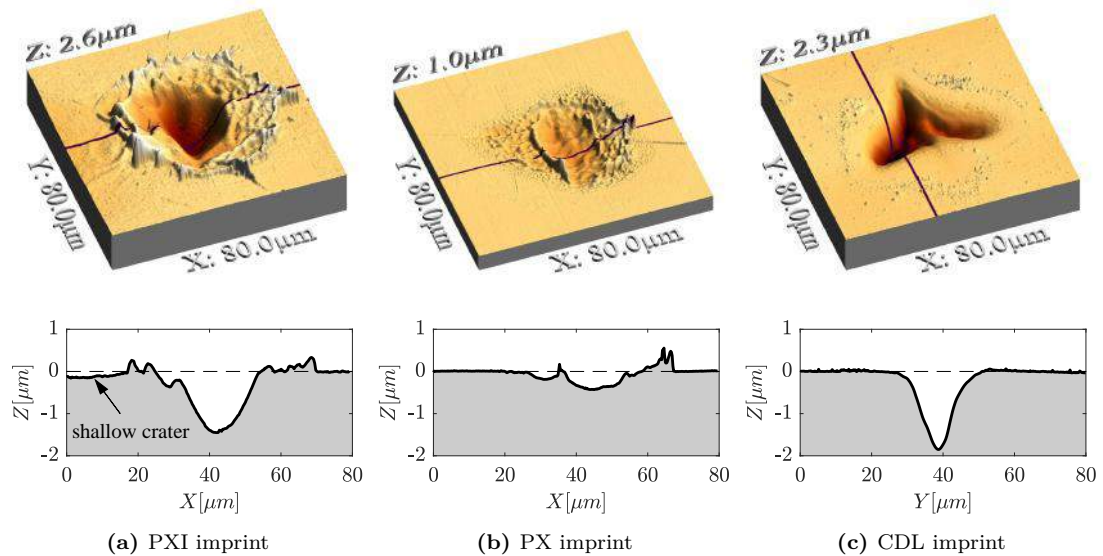 Z: 2.6μm
Y: 80.0μm
X: 80.0μm
Z: 1.0μm
Y: 80.0μm
X: 80.0μm
Z: 2.3μm
Y: 80.0μm
X: 80.0μm
1
0
-1
-2
Z[μm]
shallow crater
0 20 40 60 80
X[μm]
1
0
-1
-2
Z[μm]
0 20 40 60 80
X[μm]
1
0
-1
-2
Z[μm]
0 20 40 60 80
Y[μm]
(a) PXI imprint
(b) PX imprint
(c) CDL imprint